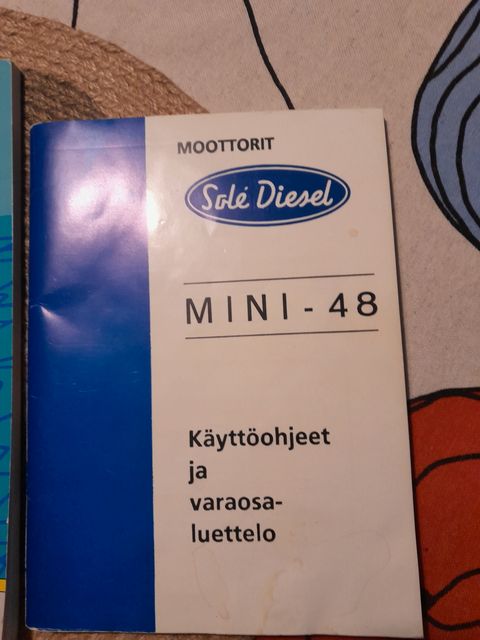 MOOTTORIT
Solé Diesel
MINI - 48
Käyttöohjeet
ja
varaosa-
luettelo